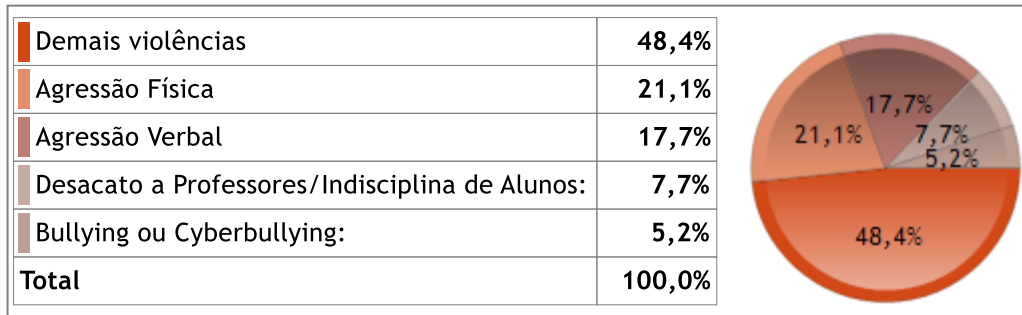 Demais violências 48,4%
Agressão Física 21,1%
Agressão Verbal 17,7%
Desacato a Professores/Indisciplina de Alunos: 7,7%
Bullying ou Cyberbullying: 5,2%
Total 100,0%
17,7%
21,1%
7,7%
5,2%
48,4%